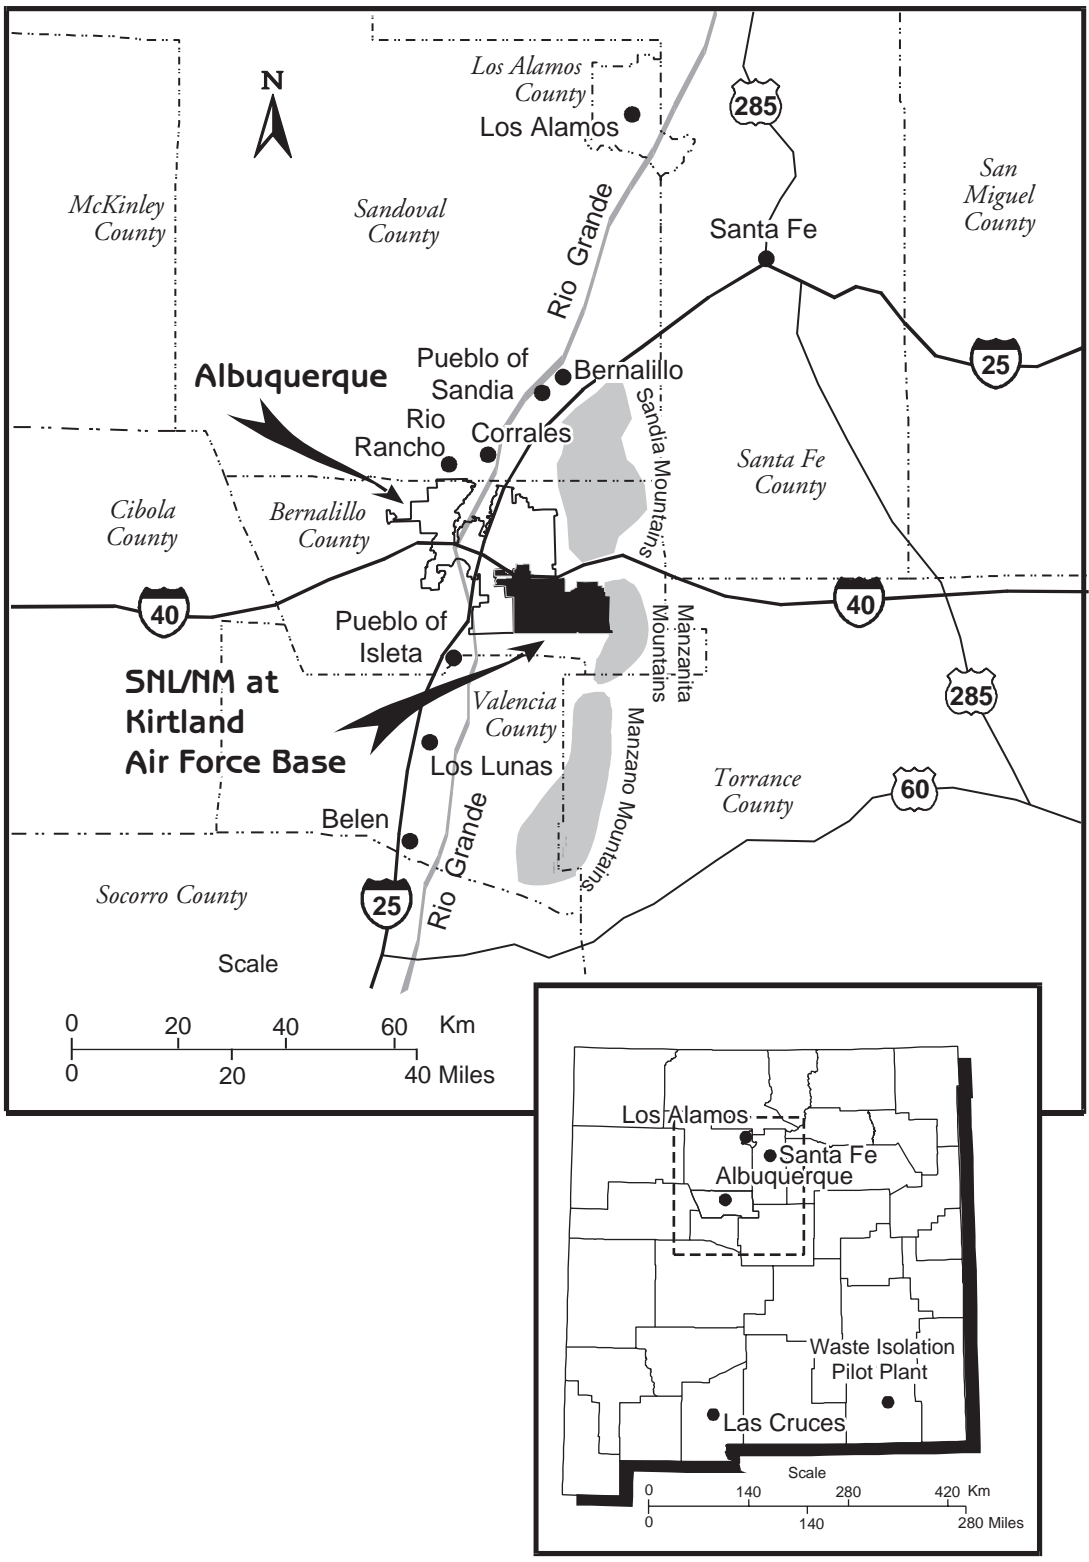 Los Alamos
County
N
285
Los Alamos
San
Miguel
County
McKinley
County
Sandoval
County
Rio Grande
Santa Fe
25
Pueblo of
Sandia
Bernalillo
Albuquerque
Rio
Rancho
Corrales
Sandia Mountains
Santa Fe
County
Cibola
County
Bernalillo
County
40
40
Pueblo of
Isleta
Manzanita
Mountains
SNL/NM at
Kirtland
Air Force Base
Valencia
County
285
Manzano Mountains
Los Lunas
Torrance
County
60
Belen
Rio Grande
Socorro County
25
Scale
0 20 40 60 Km
0 20 40 Miles
Los Alamos
Santa Fe
Albuquerque
Waste Isolation
Pilot Plant
Las Cruces
Scale
0 140 280 420 Km
0 140 280 Miles